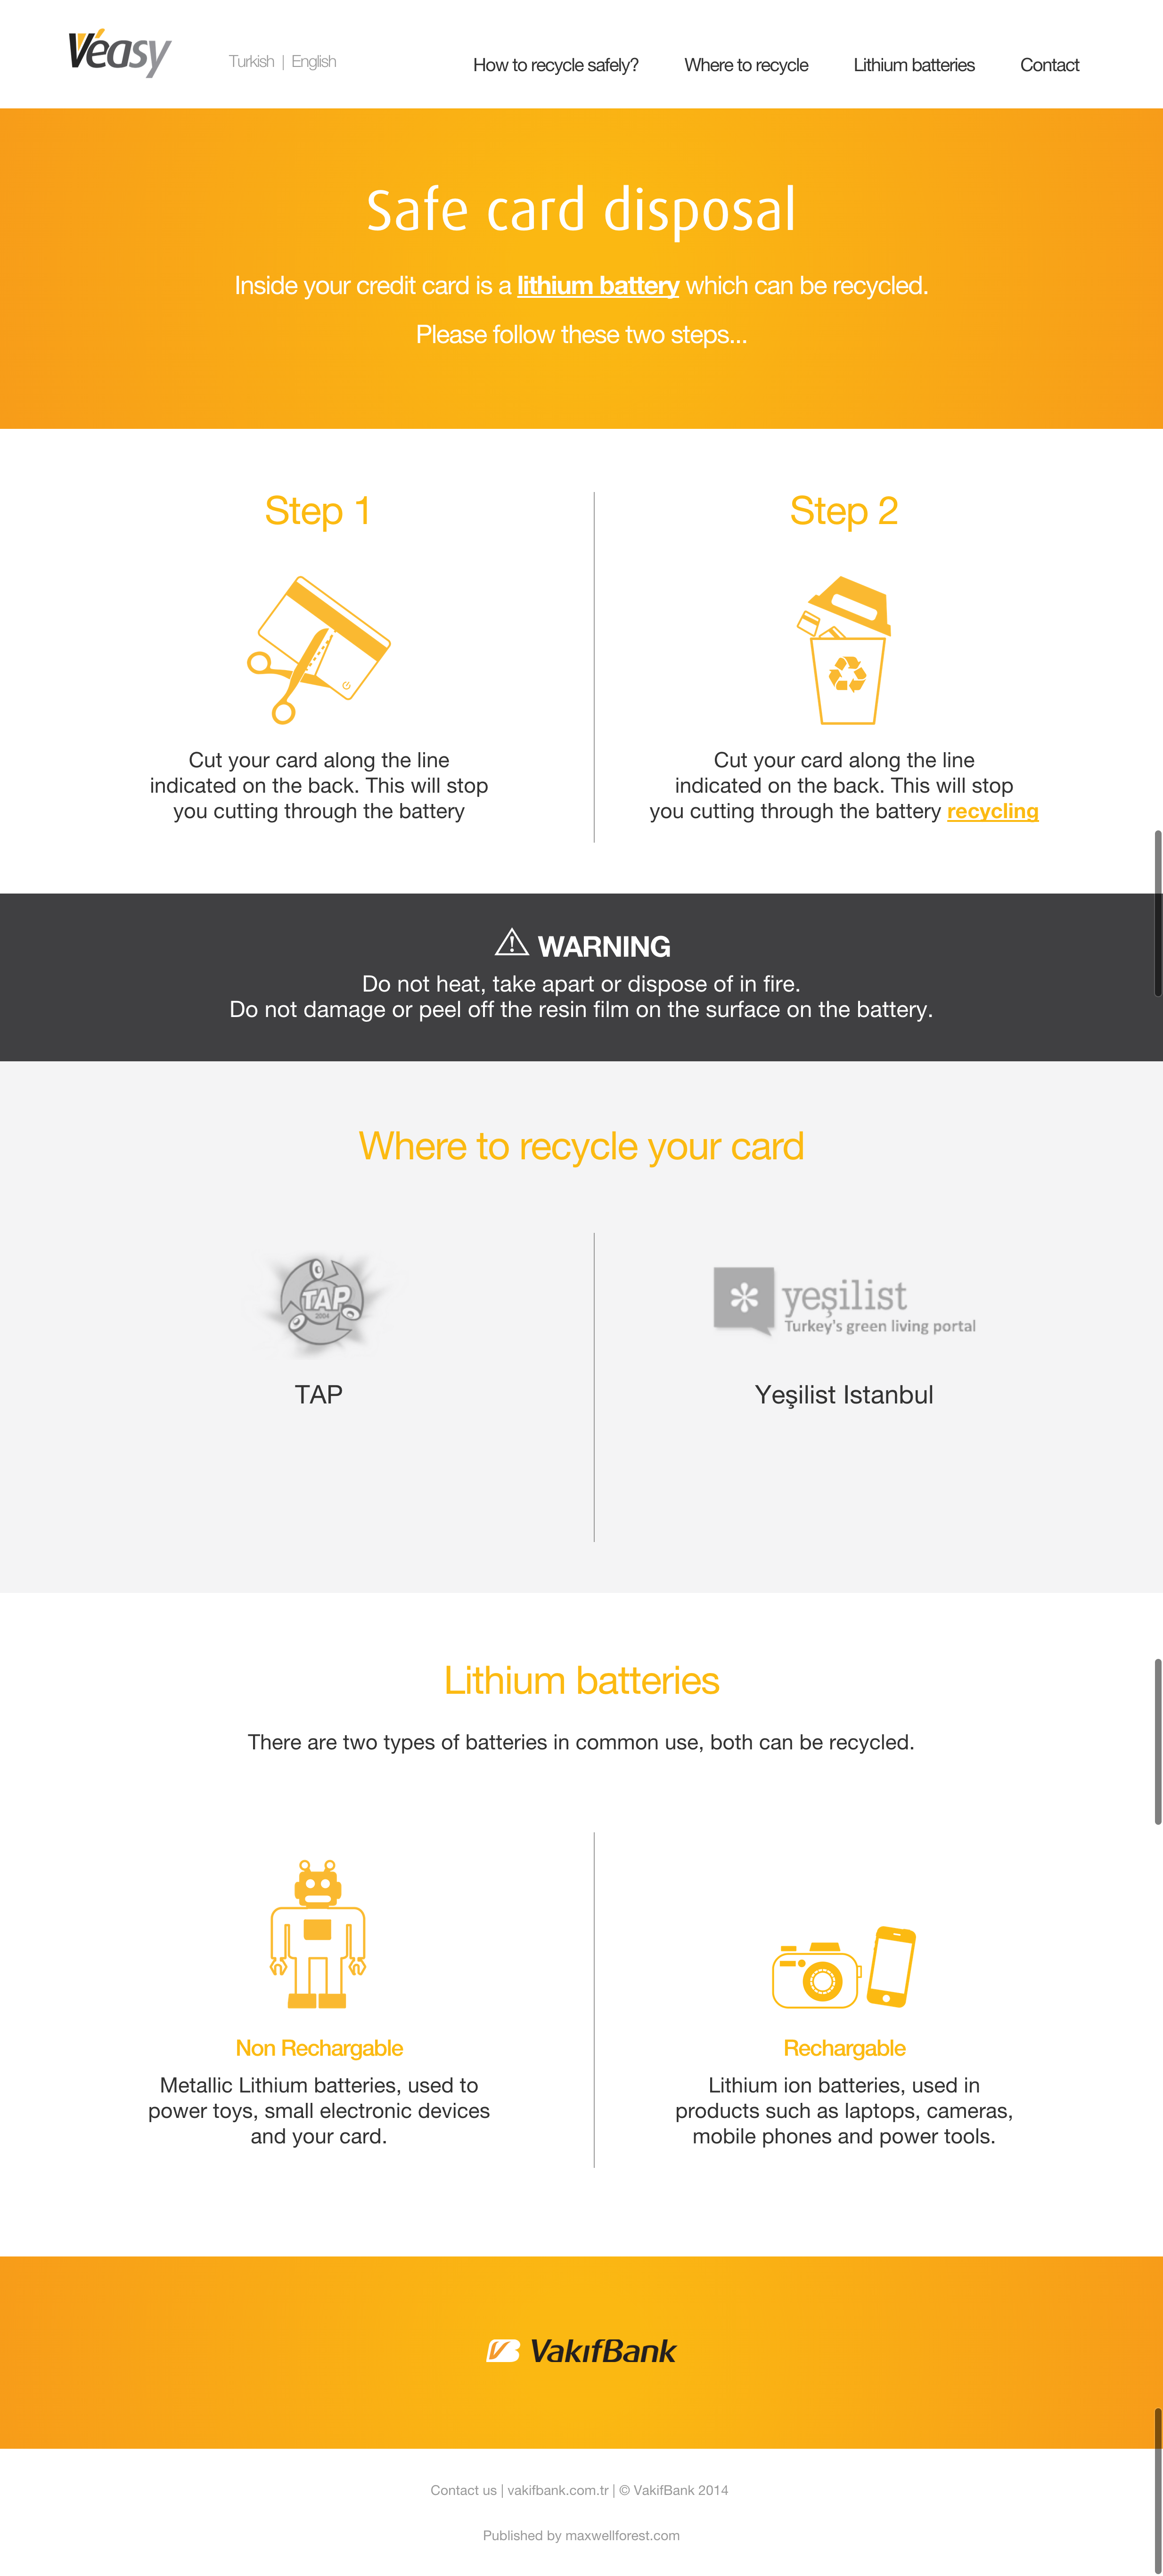 Véasy
Turkish | English
How to recycle safely?
Where to recycle
Lithium batteries
Contact
Safe card disposal
Inside your credit card is a lithium battery which can be recycled.
Please follow these two steps...
Step 1
Cut your card along the line
indicated on the back. This will stop
you cutting through the battery
Step 2
Cut your card along the line
indicated on the back. This will stop
you cutting through the battery recycling
WARNING
Do not heat, take apart or dispose of in fire.
Do not damage or peel off the resin film on the surface on the battery.
Where to recycle your card
TAP
2004
TAP
yeşilist
Turkey's green living portal
Yeşilist Istanbul
Lithium batteries
There are two types of batteries in common use, both can be recycled.
Non Rechargable
Metallic Lithium batteries, used to
power toys, small electronic devices
and your card.
Rechargable
Lithium ion batteries, used in
products such as laptops, cameras,
mobile phones and power tools.
VakıfBank
Contact us | vakifbank.com.tr | © VakifBank 2014
Published by maxwellforest.com